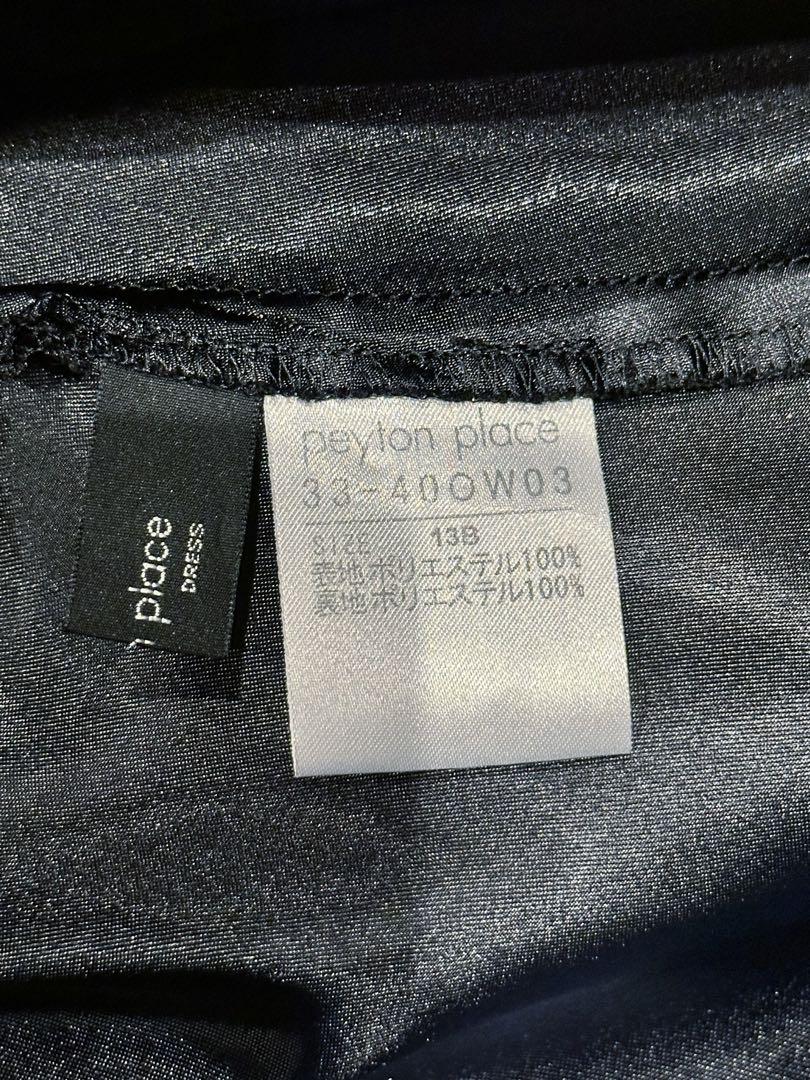 place
DRESS
peyton place
33-40OW03
SIZE 13B
表地 ポリエステル100%
裏地 ポリエステル100%